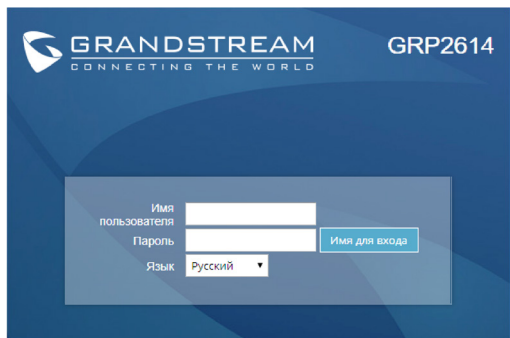 GRANDSTREAM
CONNECTING THE WORLD
GRP2614
Имя
пользователя
Пароль
Имя для входа
Язык
Русский